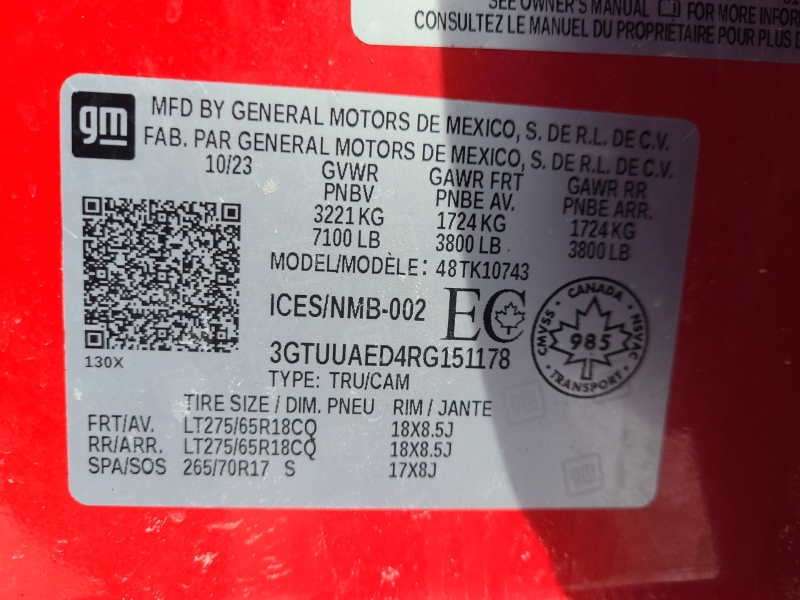 SEE OWNER'S MANUAL FOR MORE INFOR
CONSULTEZ LE MANUEL DU PROPRIÉTAIRE POUR PLUS D
gm
MFD BY GENERAL MOTORS DE MEXICO, S. DE R.L. DE C.V.
FAB. PAR GENERAL MOTORS DE MEXICO, S. DE R.L. DE C.V.
10/23 GVWR GAWR FRT GAWR RR
PNBV PNBE AV. PNBE ARR.
3221 KG 1724 KG 1724 KG
7100 LB 3800 LB 3800 LB
MODEL/MODÈLE: 48TK10743
ICES/NMB-002 EC
CANADA
CMVSS 985 NSVAC
TRANSPORT
130X
3GTUUAED4RG151178
TYPE: TRU/CAM
TIRE SIZE / DIM. PNEU RIM / JANTE
FRT/AV. LT275/65R18CQ 18X8.5J
RR/ARR. LT275/65R18CQ 18X8.5J
SPA/SOS 265/70R17 S 17X8J
gm
gm